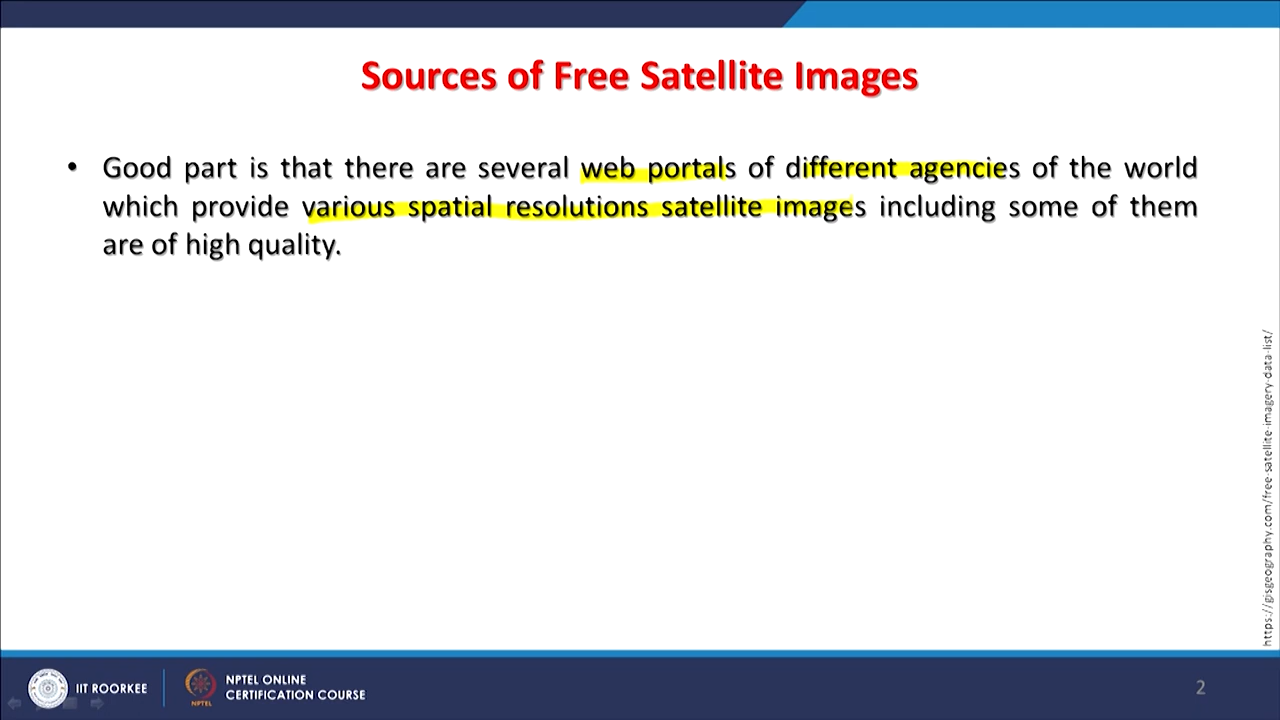 Sources of Free Satellite Images
• Good part is that there are several web portals of different agencies of the world
which provide various spatial resolutions satellite images including some of them
are of high quality.
https://gisgeography.com/free-satellite-imagery-data-list/
IIT ROORKEE
NPTEL
NPTEL ONLINE
CERTIFICATION COURSE
2